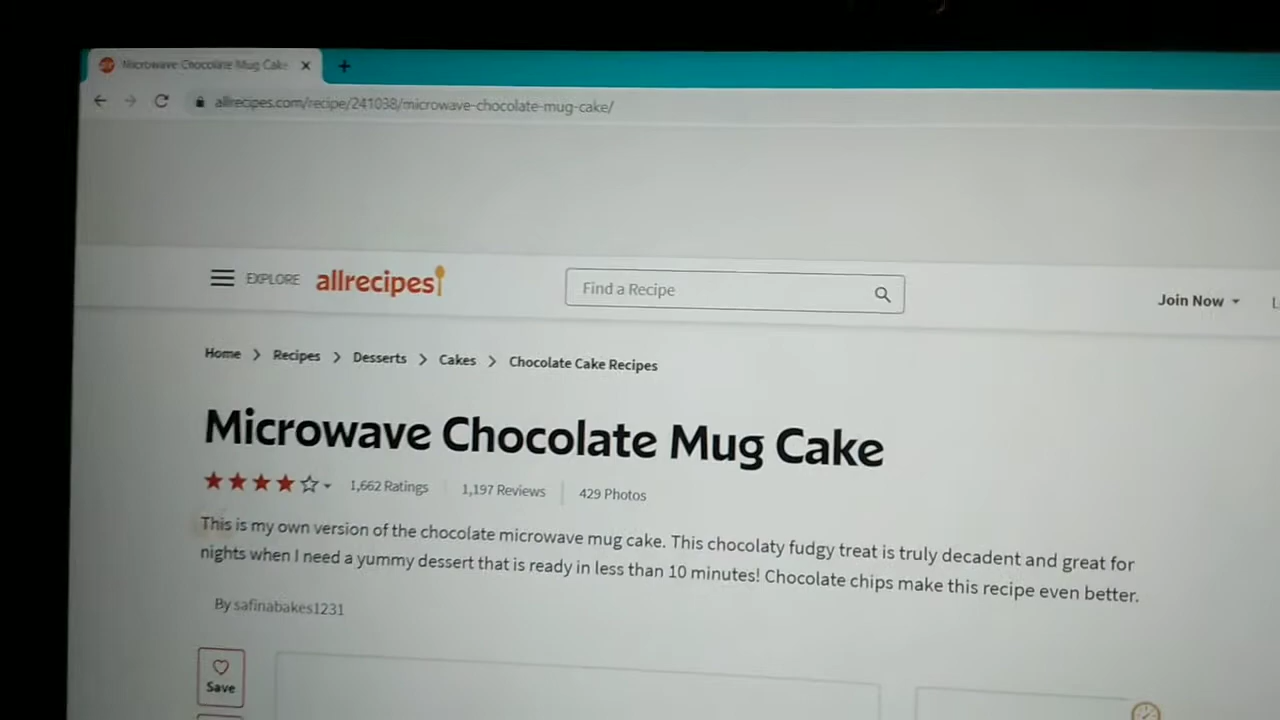 Microwave Chocolate Mug Cake
allrecipes.com/recipe/241038/microwave-chocolate-mug-cake/
EXPLORE allrecipes Find a Recipe Join Now
Home > Recipes > Desserts > Cakes > Chocolate Cake Recipes
Microwave Chocolate Mug Cake
1,662 Ratings 1,197 Reviews 429 Photos
This is my own version of the chocolate microwave mug cake. This chocolaty fudgy treat is truly decadent and great for
nights when I need a yummy dessert that is ready in less than 10 minutes! Chocolate chips make this recipe even better.
By safinabakes1231
Save